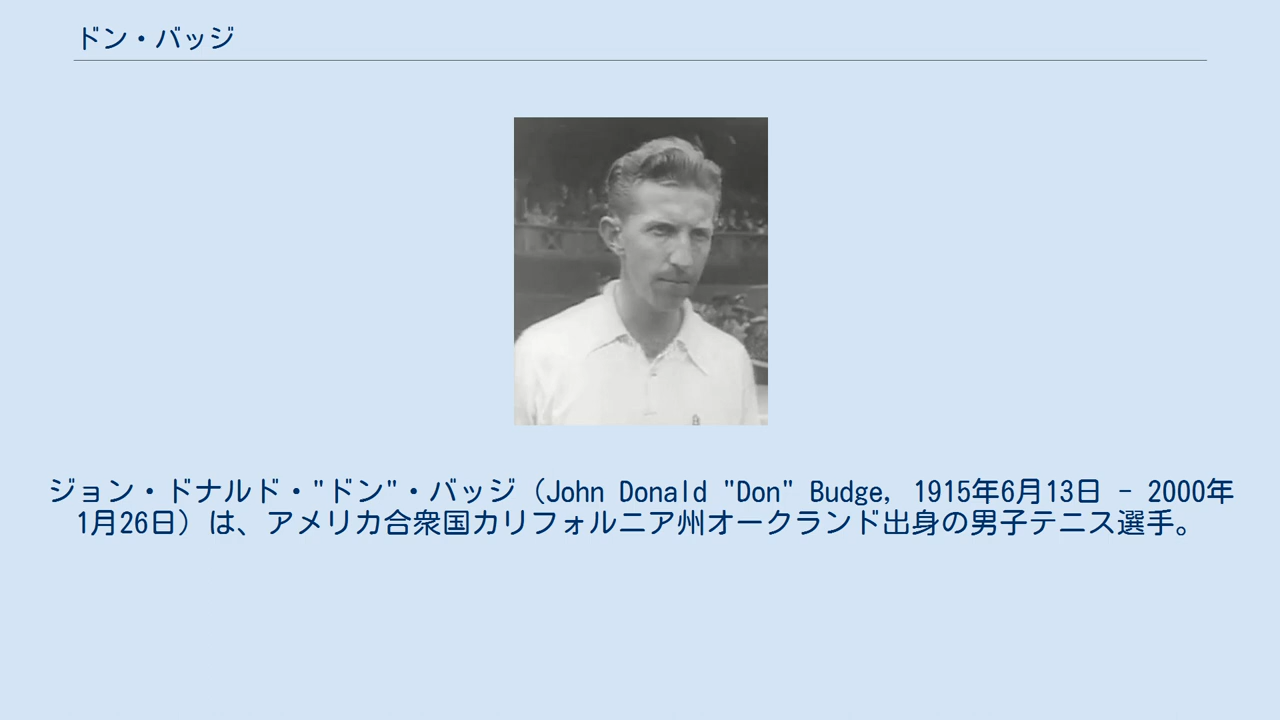 ドン・バッジ
ジョン・ドナルド・"ドン"・バッジ（John Donald "Don" Budge, 1915年6月13日 - 2000年
1月26日）は、アメリカ合衆国カリフォルニア州オークランド出身の男子テニス選手。